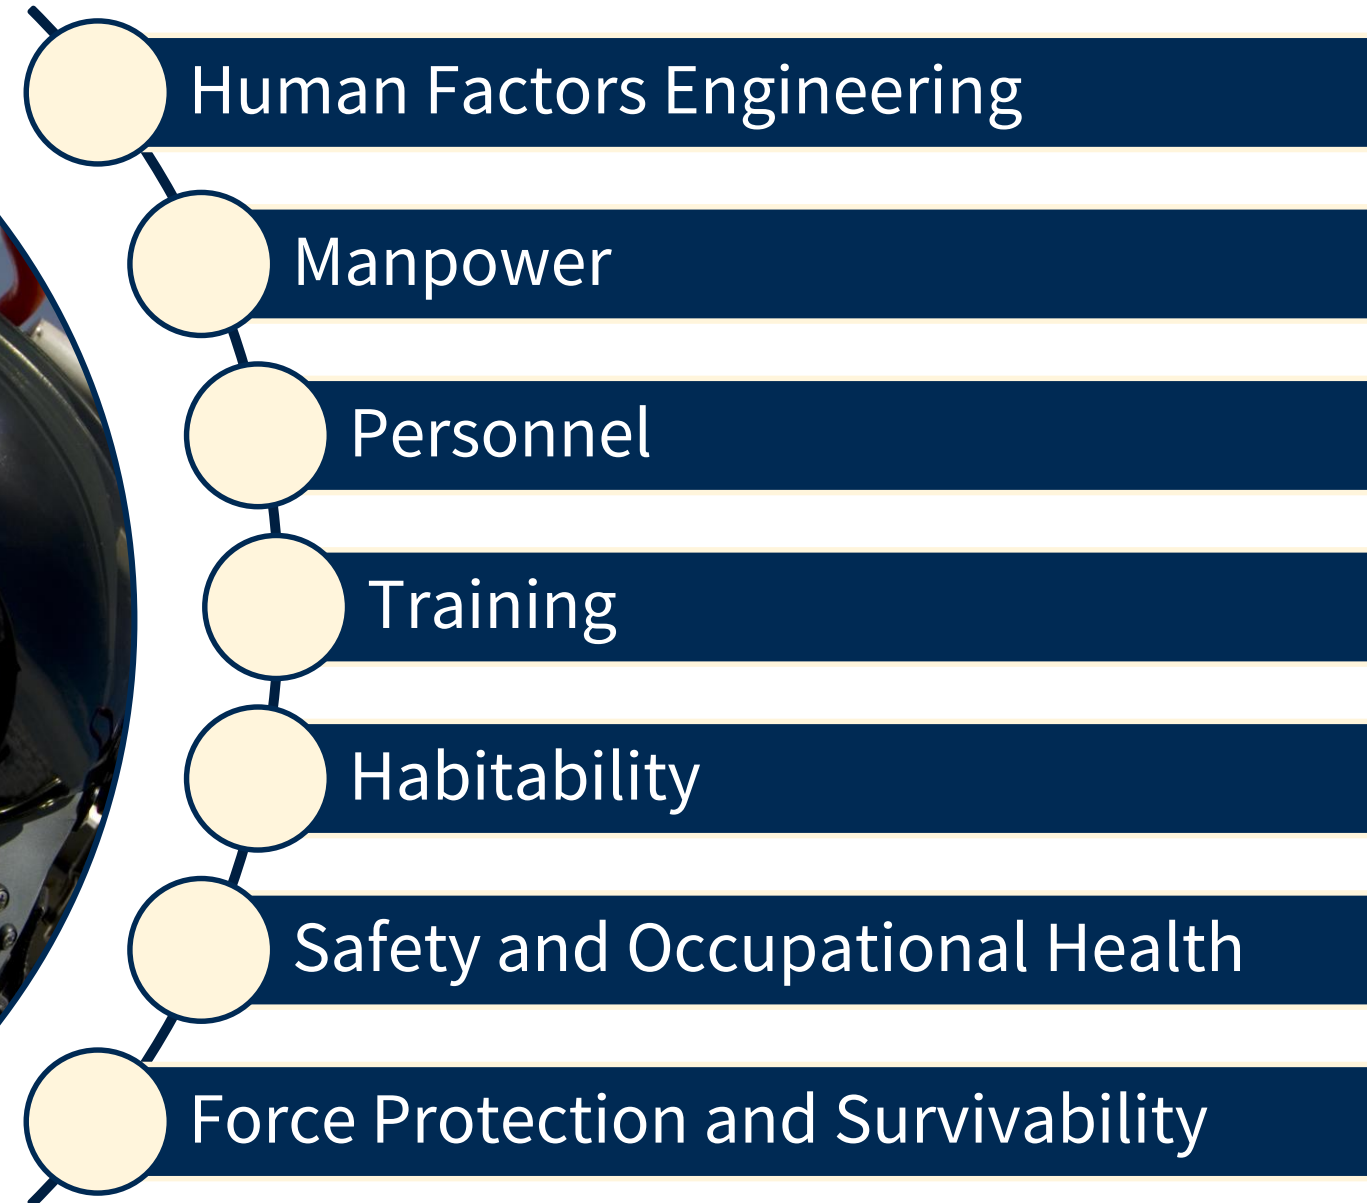 Human Factors Engineering
Manpower
Personnel
Training
Habitability
Safety and Occupational Health
Force Protection and Survivability